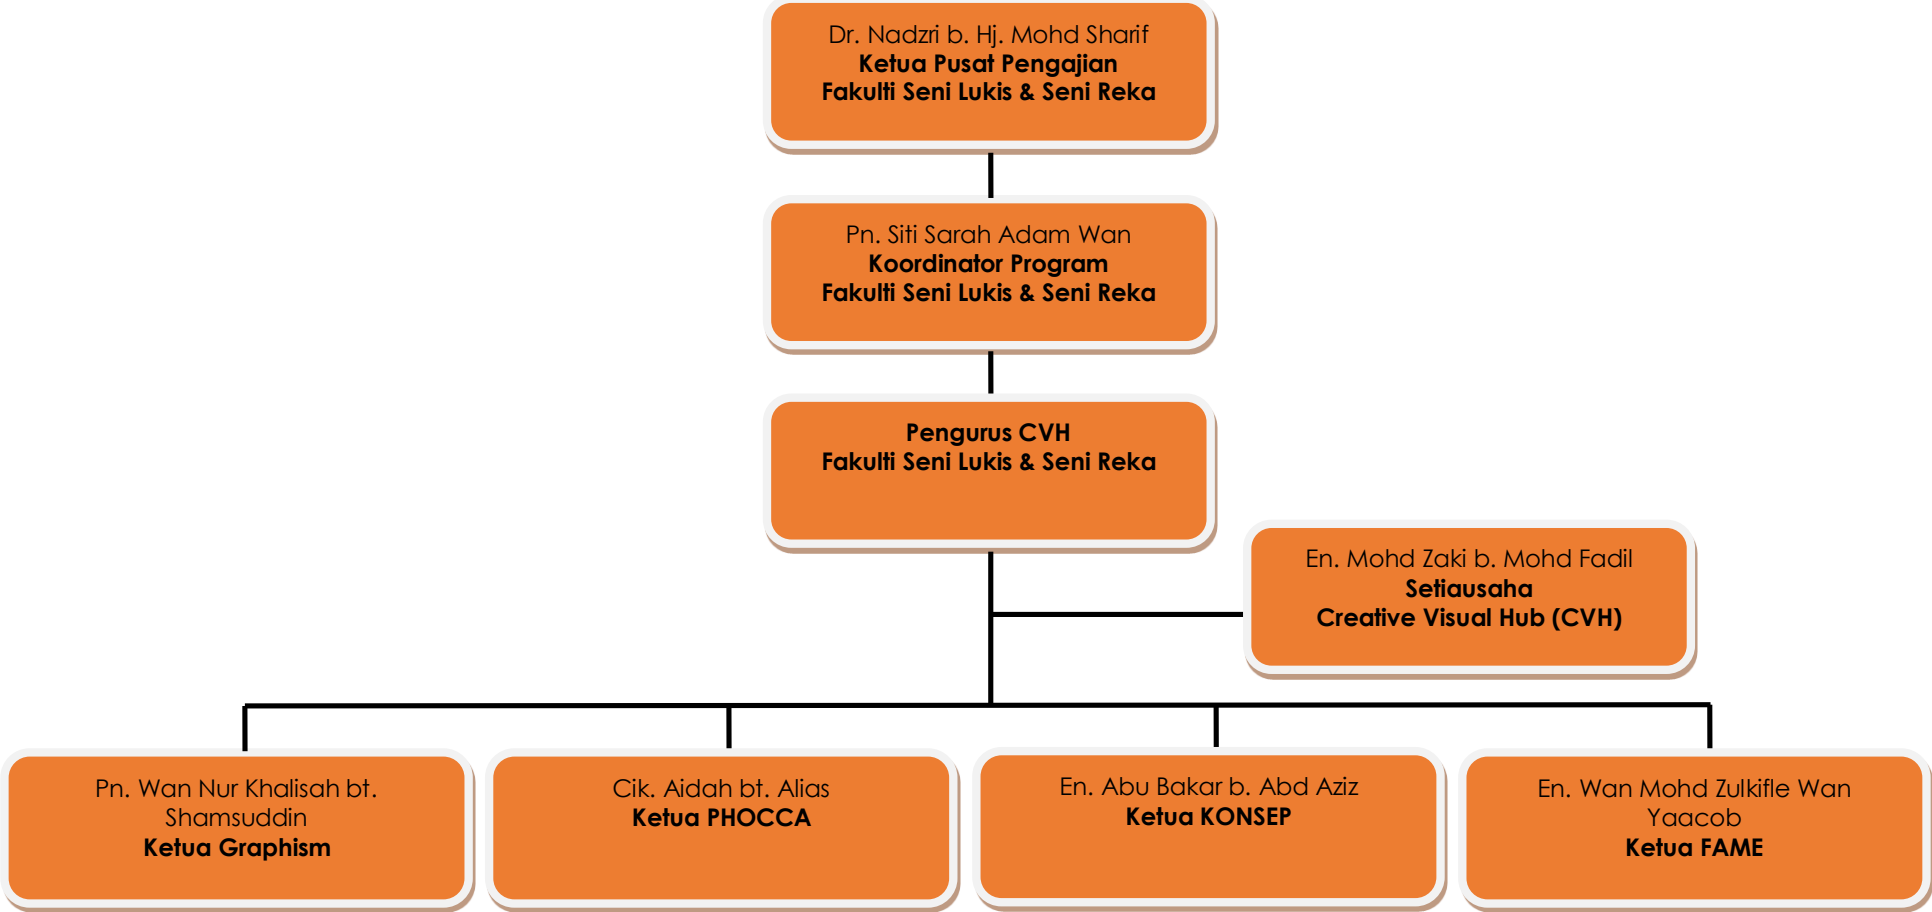 Dr. Nadzri b. Hj. Mohd Sharif
Ketua Pusat Pengajian
Fakulti Seni Lukis & Seni Reka
Pn. Siti Sarah Adam Wan
Koordinator Program
Fakulti Seni Lukis & Seni Reka
Pengurus CVH
Fakulti Seni Lukis & Seni Reka
En. Mohd Zaki b. Mohd Fadil
Setiausaha
Creative Visual Hub (CVH)
Pn. Wan Nur Khalisah bt.
Shamsuddin
Ketua Graphism
Cik. Aidah bt. Alias
Ketua PHOCCA
En. Abu Bakar b. Abd Aziz
Ketua KONSEP
En. Wan Mohd Zulkifle Wan
Yaacob
Ketua FAME